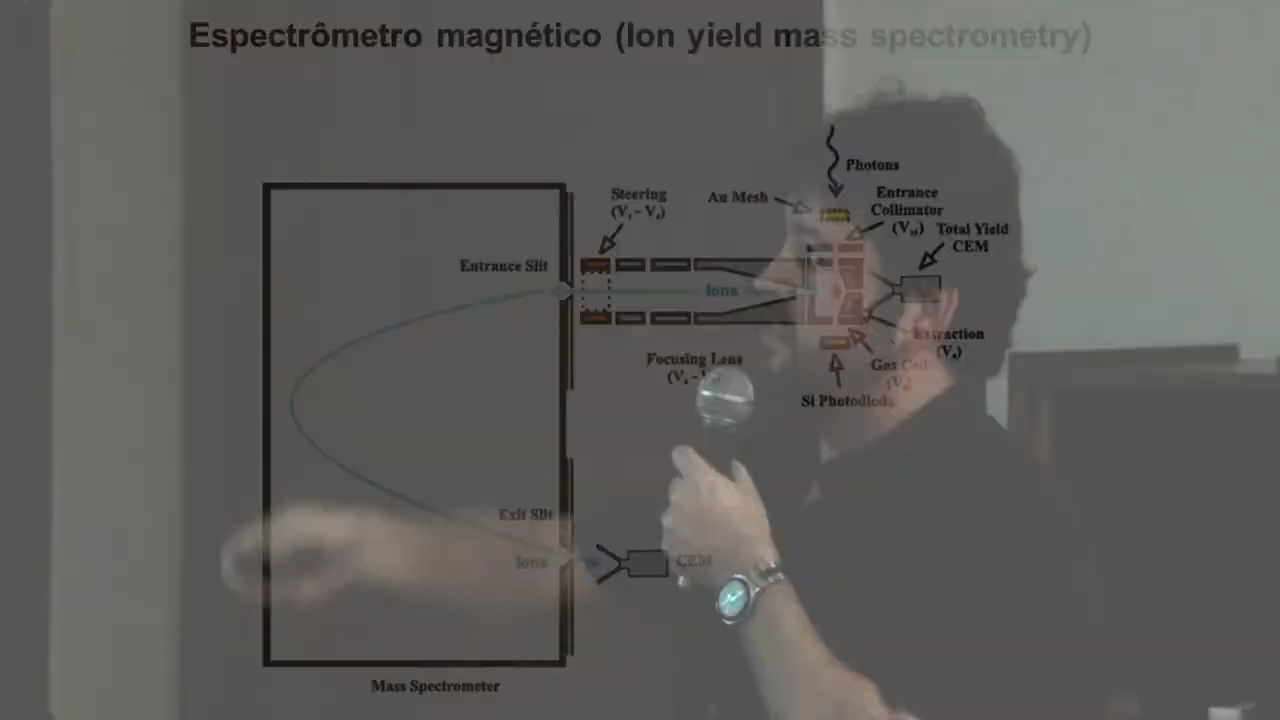 Espectrômetro magnético (Ion yield mass spectrometry)
Photons
Steering
Au Mesh
Entrance
Collimator
Total Yield
CEM
Entrance Slit
Ions
Extraction
Focusing Lens
Si Photodiode
Exit Slit
Ions
CEM
Mass Spectrometer